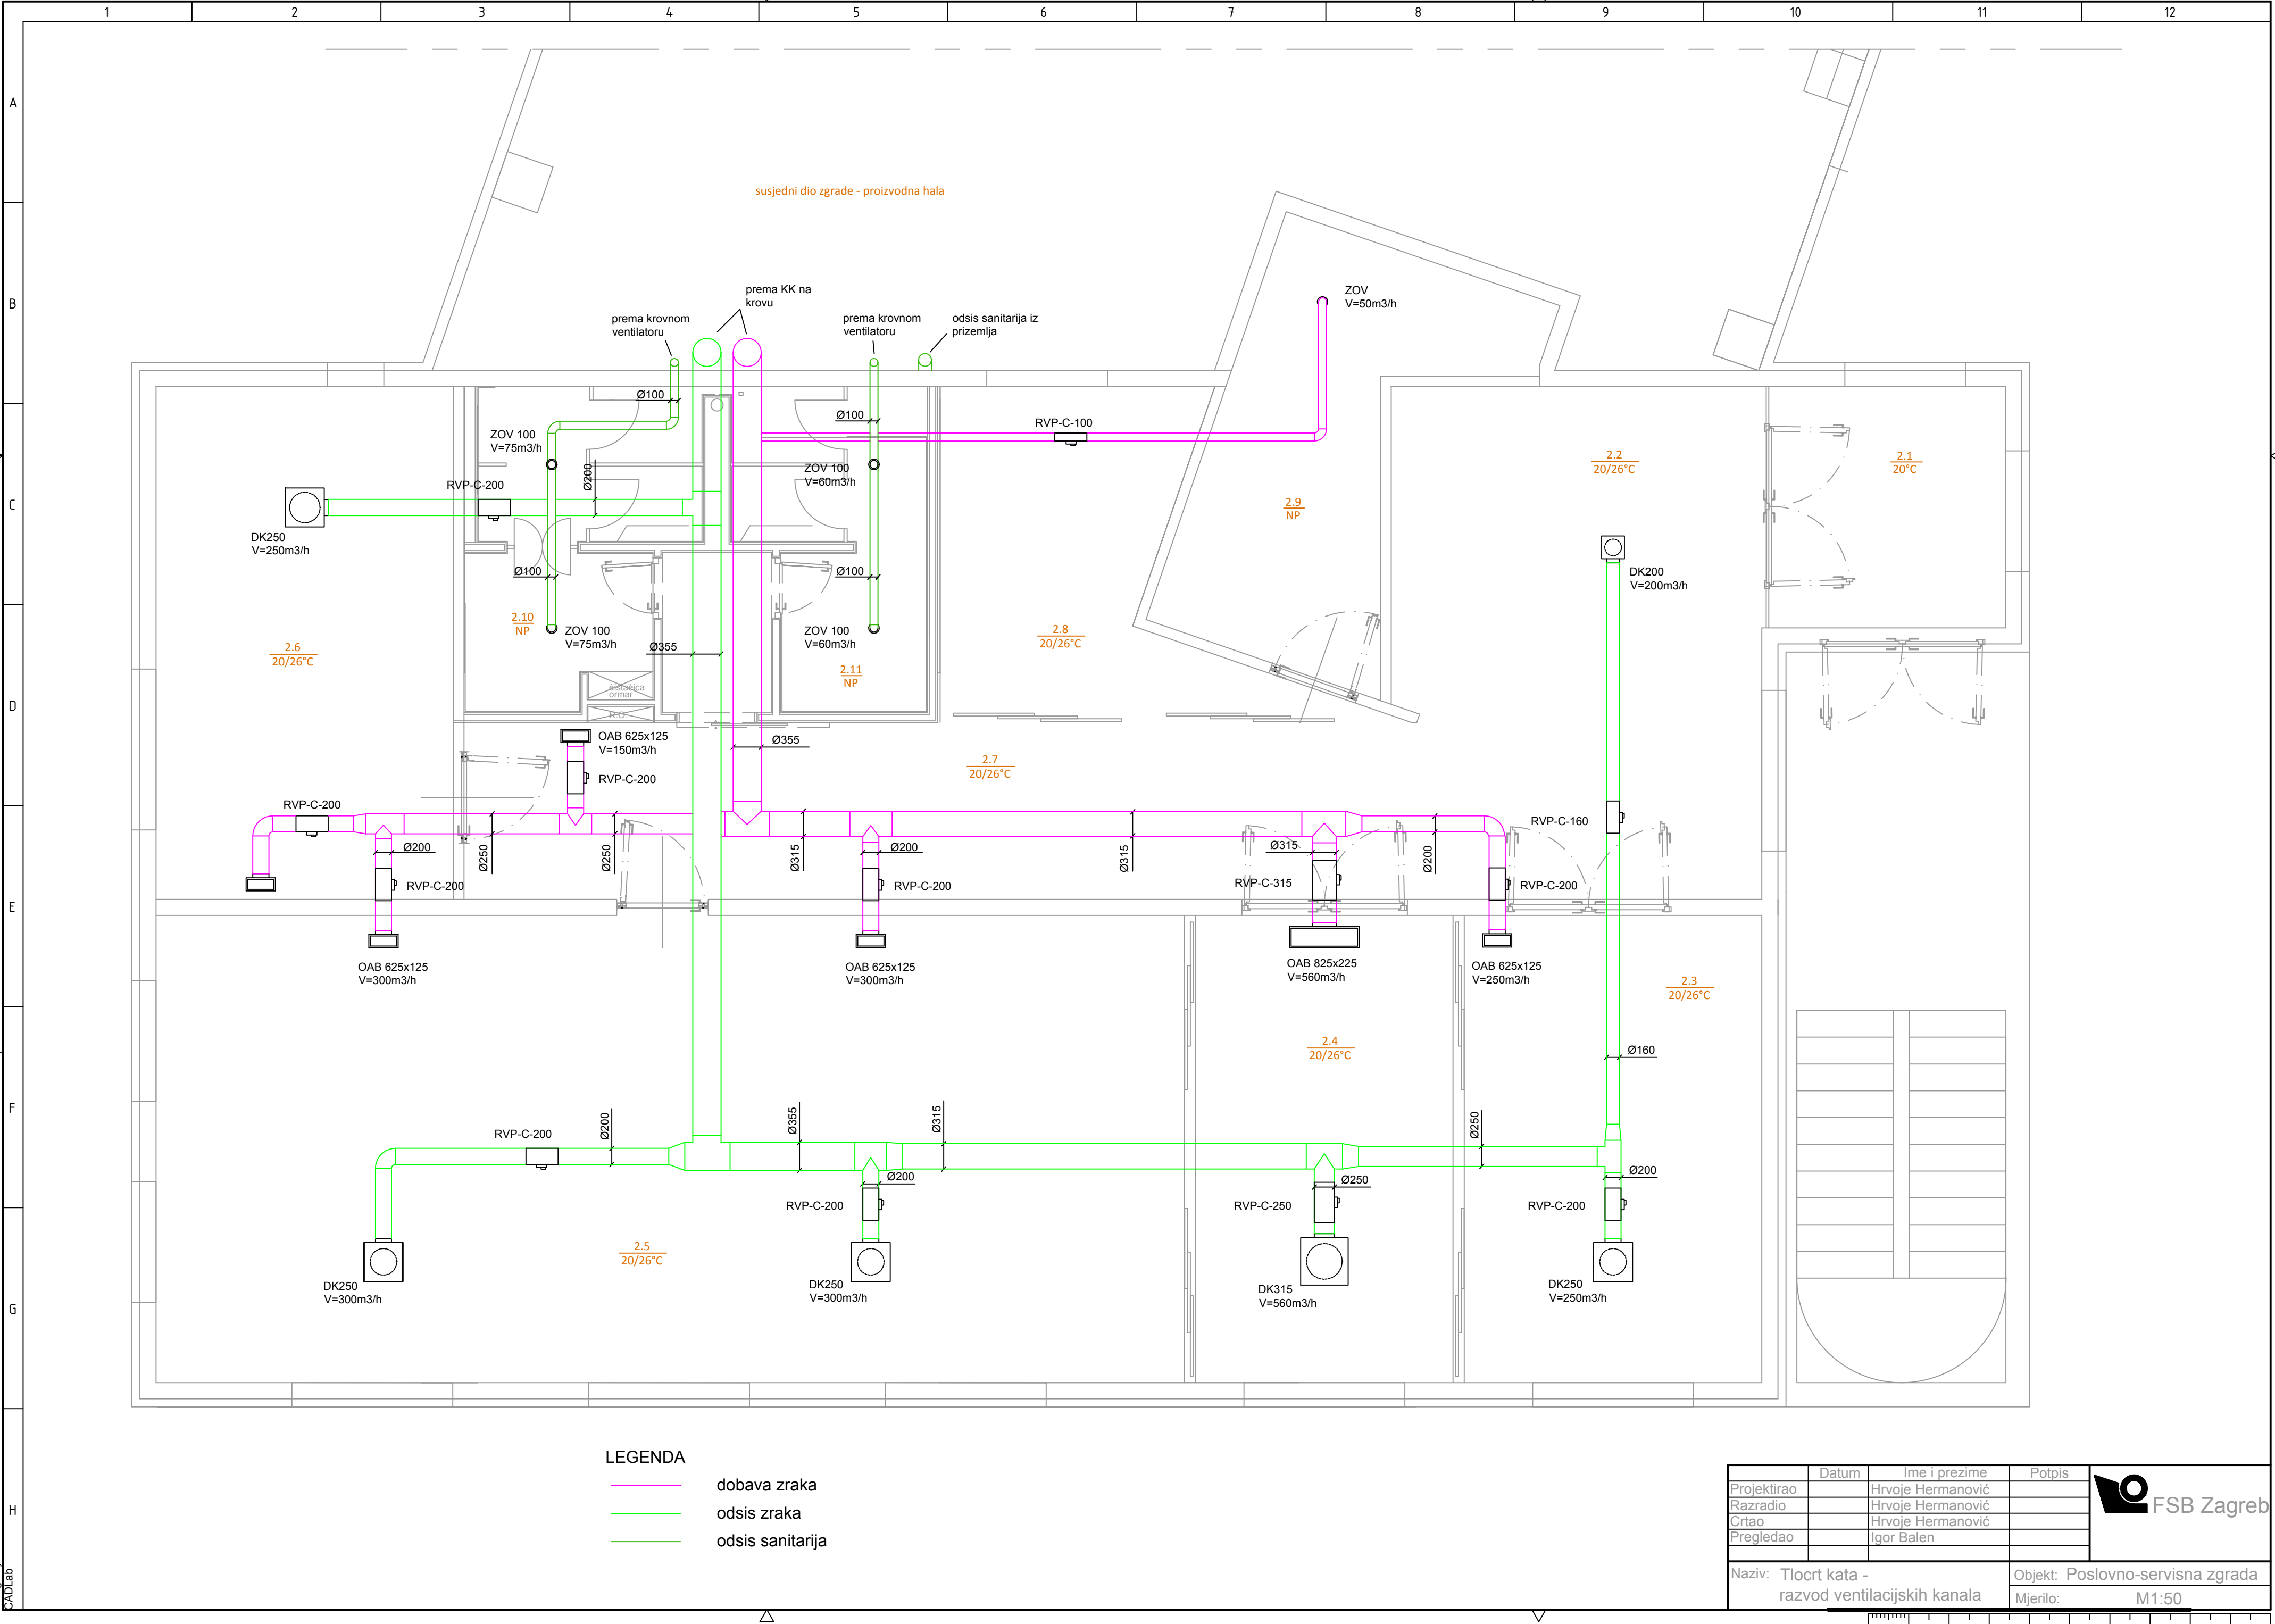 1 2 3 4 5 6 7 8 9 10 11 12
A
B
C
D
E
F
G
H
CADLab
susjedni dio zgrade - proizvodna hala
prema KK na
krovu
prema krovnom
ventilatoru
prema krovnom
ventilatoru
odsis sanitarija iz
prizemlja
ZOV
V=50m3/h
Ø100
Ø100
RVP-C-100
ZOV 100
V=75m3/h
Ø200
ZOV 100
V=60m3/h
RVP-C-200
2.2
20/26°C
2.1
20°C
2.9
NP
DK250
V=250m3/h
Ø100
Ø100
DK200
V=200m3/h
2.10
NP
ZOV 100
V=75m3/h
ZOV 100
V=60m3/h
2.8
20/26°C
2.6
20/26°C
Ø355
2.11
NP
èistaèica
ormar
R.O.
OAB 625x125
V=150m3/h
Ø355
2.7
20/26°C
RVP-C-200
RVP-C-200
RVP-C-160
Ø200
Ø250
Ø250
Ø315
Ø200
Ø315
Ø315
Ø200
RVP-C-200
RVP-C-200
RVP-C-315
RVP-C-200
OAB 625x125
V=300m3/h
OAB 625x125
V=300m3/h
OAB 825x225
V=560m3/h
OAB 625x125
V=250m3/h
2.3
20/26°C
2.4
20/26°C
Ø160
RVP-C-200
Ø200
Ø355
Ø315
Ø250
Ø200
Ø250
Ø200
RVP-C-200
RVP-C-250
RVP-C-200
2.5
20/26°C
DK250
V=300m3/h
DK250
V=300m3/h
DK315
V=560m3/h
DK250
V=250m3/h
LEGENDA
dobava zraka
odsis zraka
odsis sanitarija
Datum Ime i prezime Potpis
Projektirao Hrvoje Hermanović
Razradio Hrvoje Hermanović
Crtao Hrvoje Hermanović
Pregledao Igor Balen
FSB Zagreb
Naziv: Tlocrt kata -
razvod ventilacijskih kanala
Objekt: Poslovno-servisna zgrada
Mjerilo: M1:50